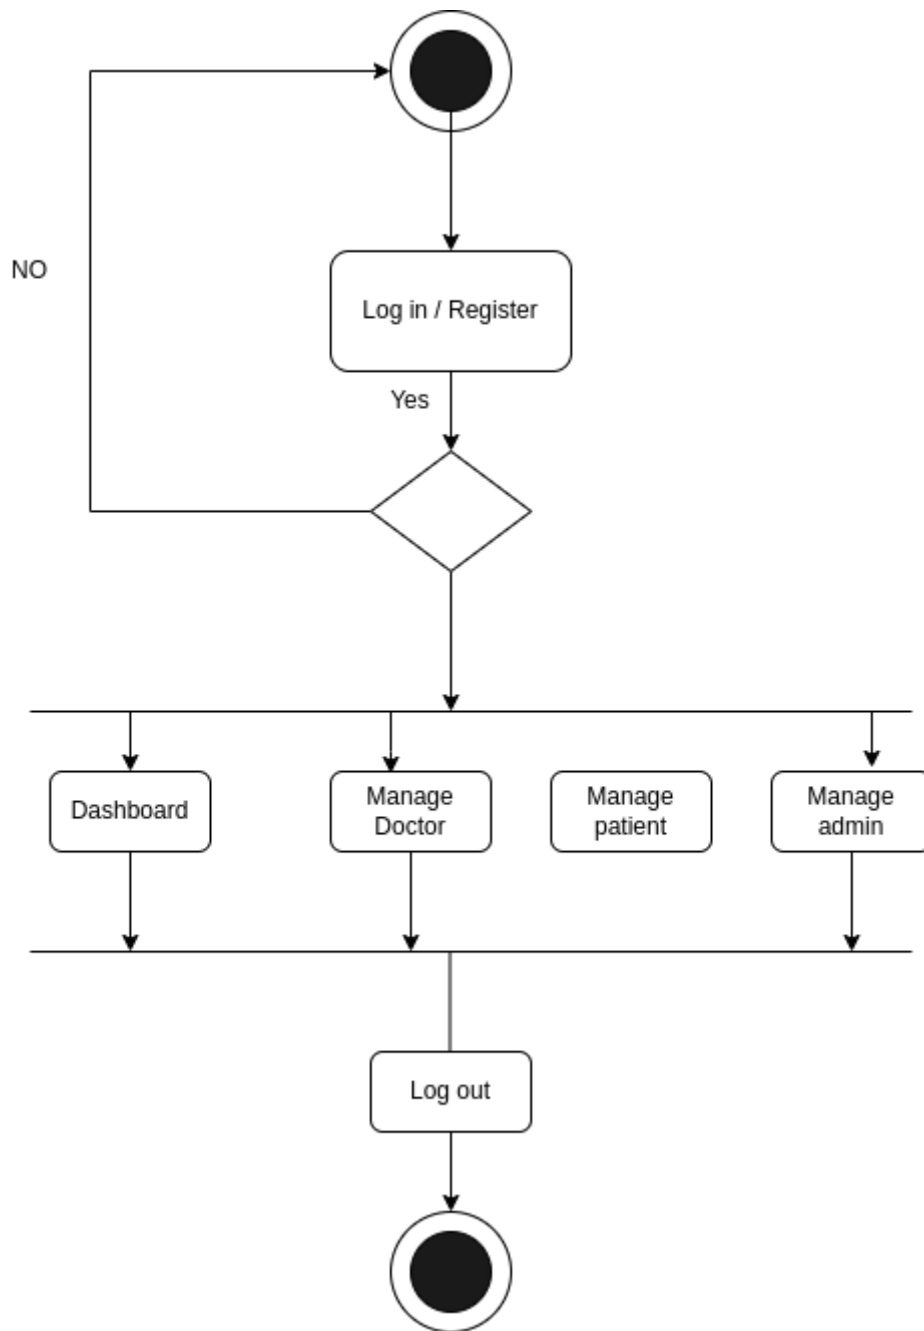 NO
Log in / Register
Yes
Dashboard
Manage
Doctor
Manage
patient
Manage
admin
Log out